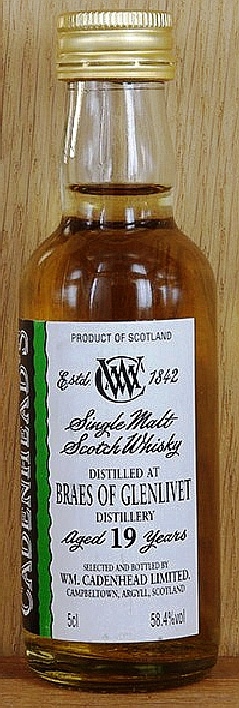 PRODUCT OF SCOTLAND
Estd 1842
WC
Single Malt
Scotch Whisky
DISTILLED AT
BRAES OF GLENLIVET
DISTILLERY
Aged 19 Years
SELECTED AND BOTTLED BY
WM. CADENHEAD LIMITED.
CAMPBELTOWN, ARGYLL, SCOTLAND
5cl 58.4%vol
CADENHEAD'S